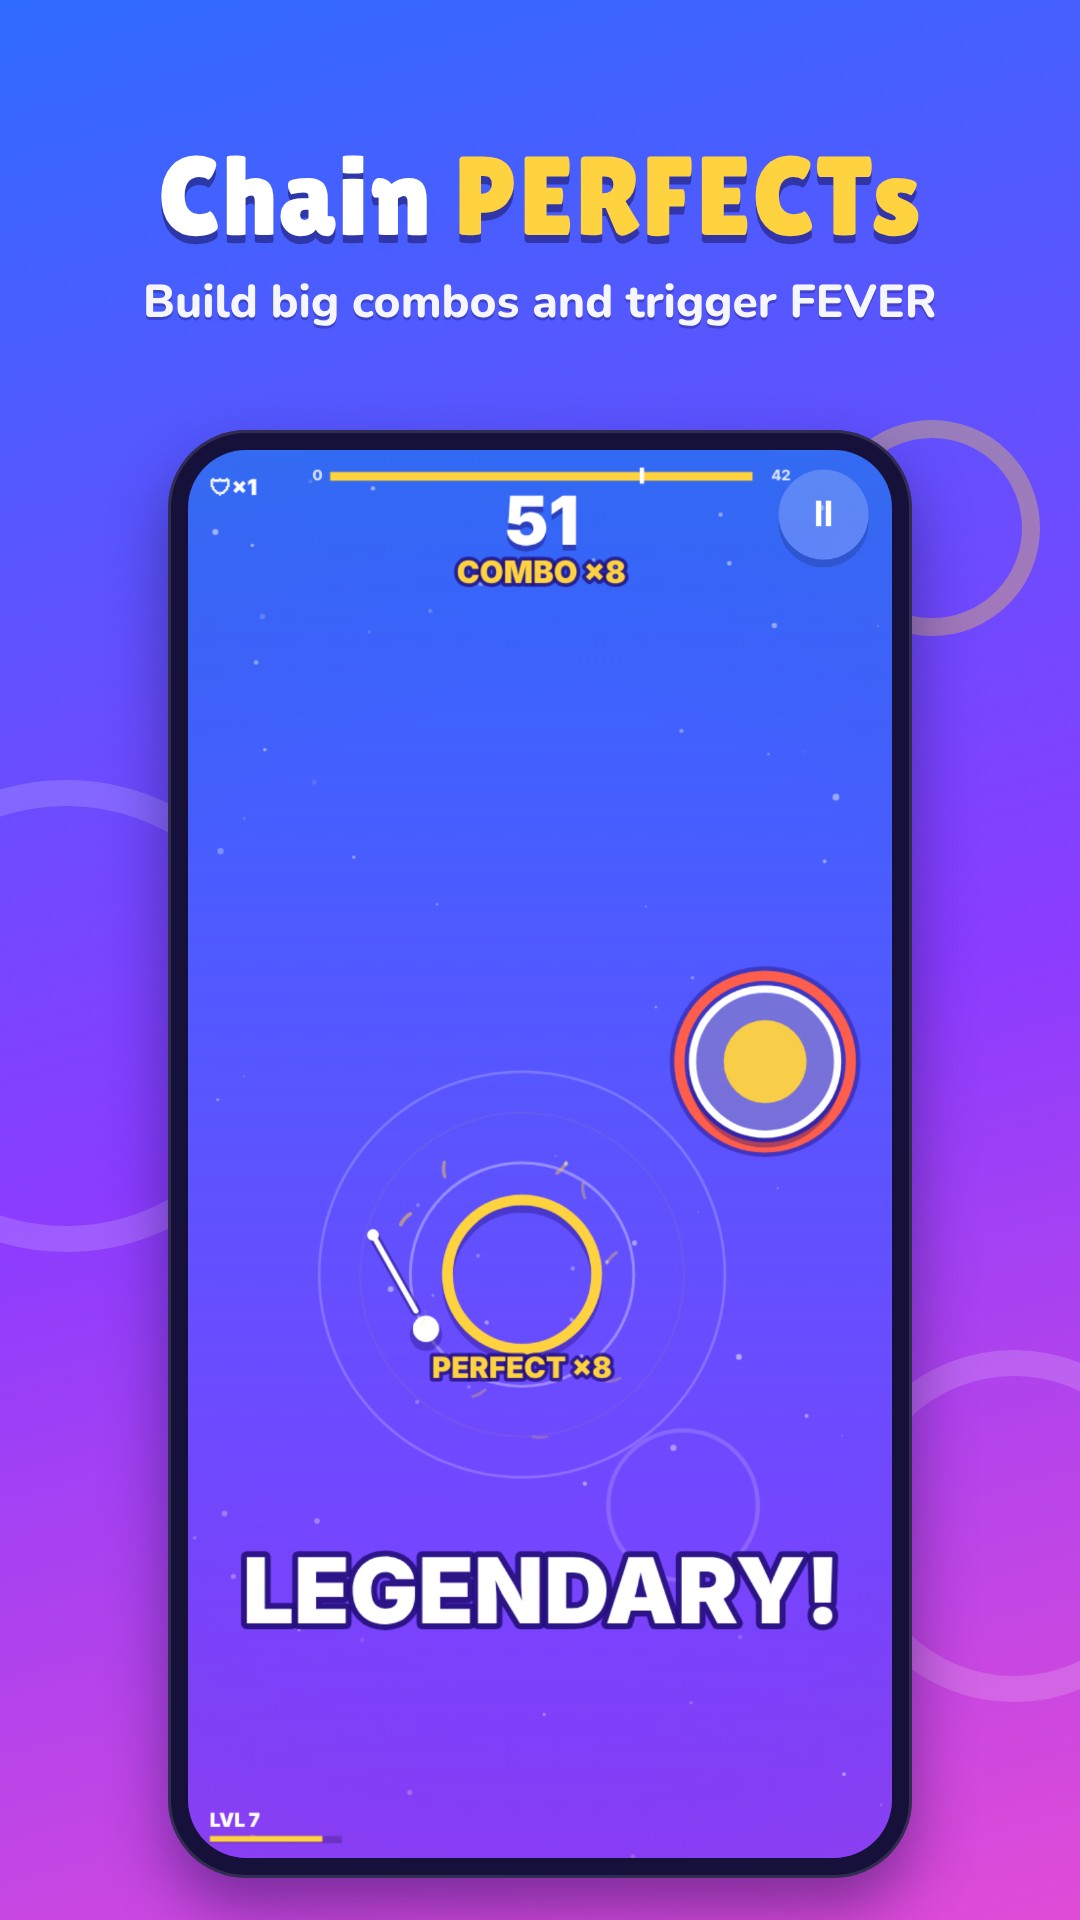 Chain PERFECTs
Build big combos and trigger FEVER
×1
0
42
51
COMBO ×8
PERFECT ×8
LEGENDARY!
LVL 7